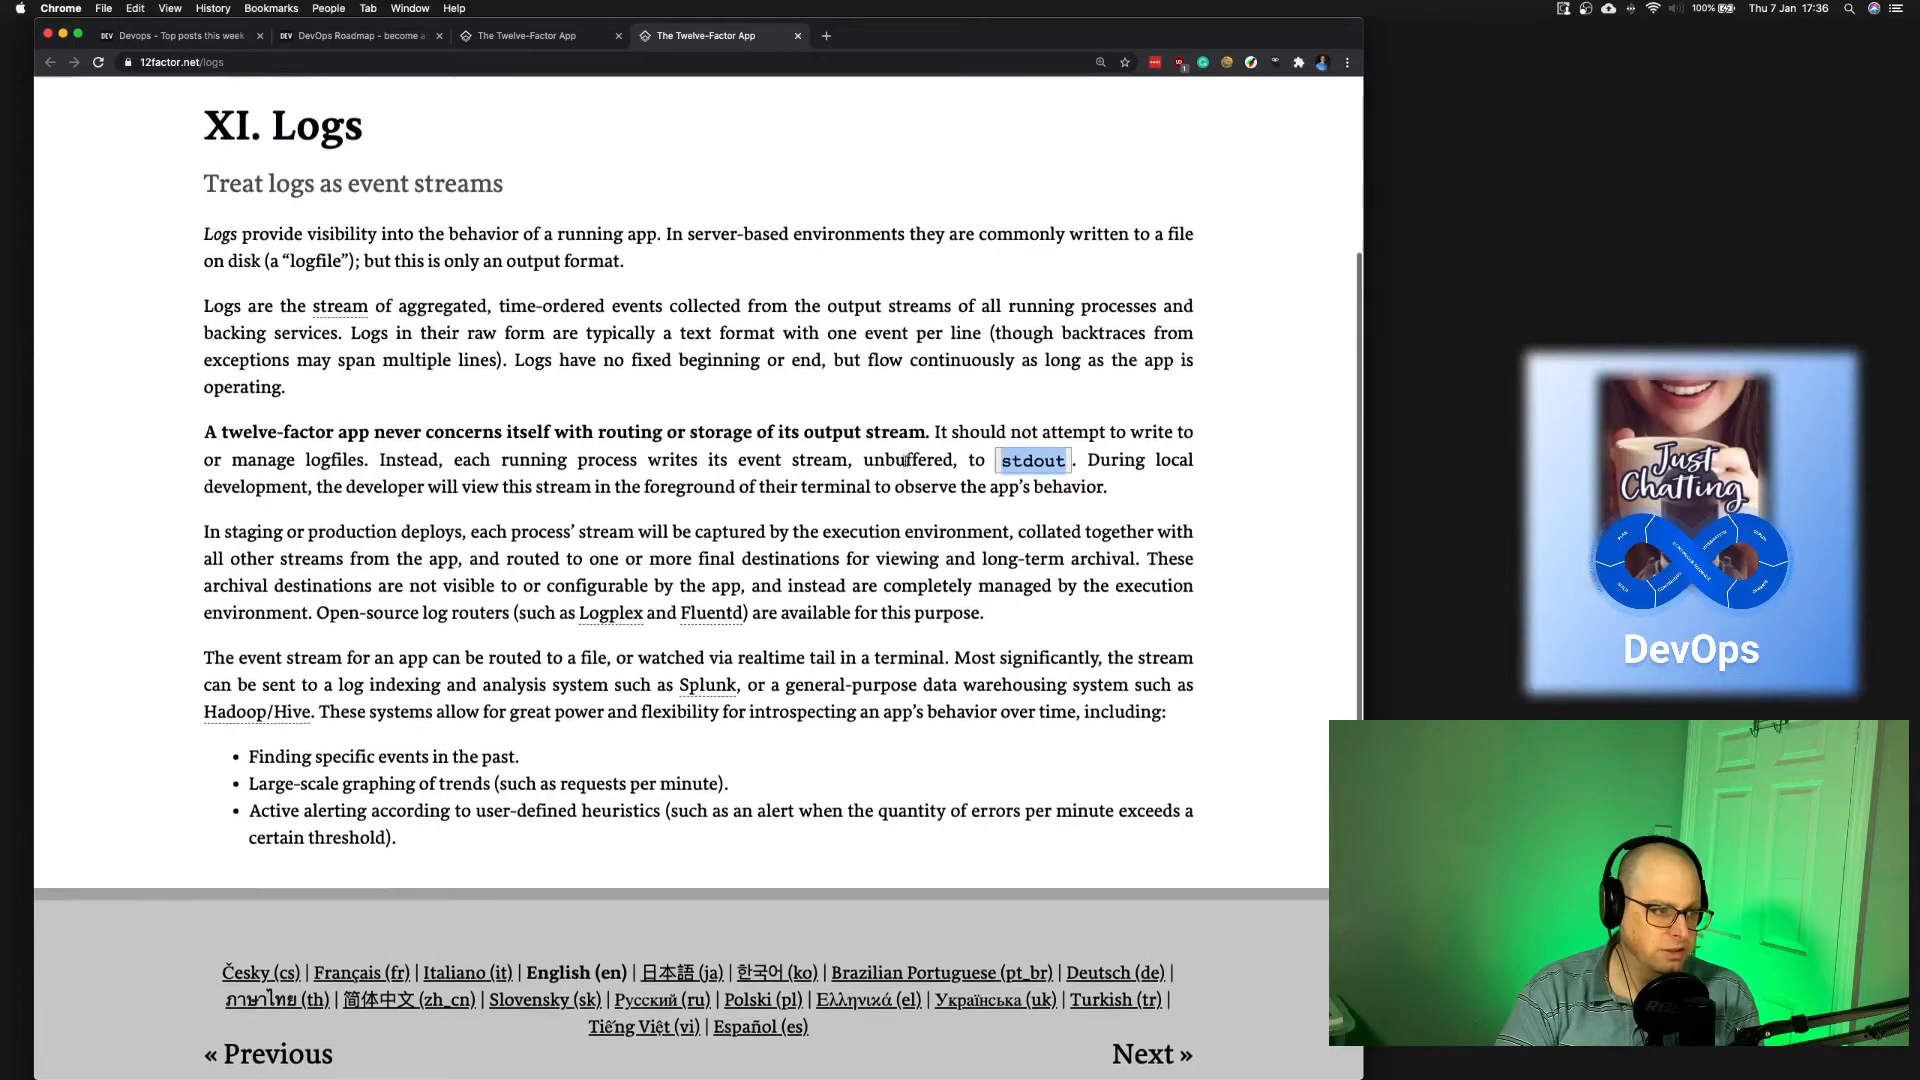 Chrome File Edit View History Bookmarks People Tab Window Help
100% Thu 7 Jan 17:36
DEV Devops - Top posts this week
DEV DevOps Roadmap - become a
The Twelve-Factor App
The Twelve-Factor App
12factor.net/logs
XI. Logs
Treat logs as event streams
Logs provide visibility into the behavior of a running app. In server-based environments they are commonly written to a file
on disk (a “logfile”); but this is only an output format.
Logs are the stream of aggregated, time-ordered events collected from the output streams of all running processes and
backing services. Logs in their raw form are typically a text format with one event per line (though backtraces from
exceptions may span multiple lines). Logs have no fixed beginning or end, but flow continuously as long as the app is
operating.
A twelve-factor app never concerns itself with routing or storage of its output stream. It should not attempt to write to
or manage logfiles. Instead, each running process writes its event stream, unbuffered, to stdout. During local
development, the developer will view this stream in the foreground of their terminal to observe the app’s behavior.
In staging or production deploys, each process’ stream will be captured by the execution environment, collated together with
all other streams from the app, and routed to one or more final destinations for viewing and long-term archival. These
archival destinations are not visible to or configurable by the app, and instead are completely managed by the execution
environment. Open-source log routers (such as Logplex and Fluentd) are available for this purpose.
The event stream for an app can be routed to a file, or watched via realtime tail in a terminal. Most significantly, the stream
can be sent to a log indexing and analysis system such as Splunk, or a general-purpose data warehousing system such as
Hadoop/Hive. These systems allow for great power and flexibility for introspecting an app’s behavior over time, including:
• Finding specific events in the past.
• Large-scale graphing of trends (such as requests per minute).
• Active alerting according to user-defined heuristics (such as an alert when the quantity of errors per minute exceeds a
certain threshold).
Česky (cs) | Français (fr) | Italiano (it) | English (en) | 日本語 (ja) | 한국어 (ko) | Brazilian Portuguese (pt_br) | Deutsch (de) |
ภาษาไทย (th) | 简体中文 (zh_cn) | Slovensky (sk) | Русский (ru) | Polski (pl) | Ελληνικά (el) | Українська (uk) | Turkish (tr) |
Tiếng Việt (vi) | Español (es)
« Previous
Next »
Just
Chatting
DevOps